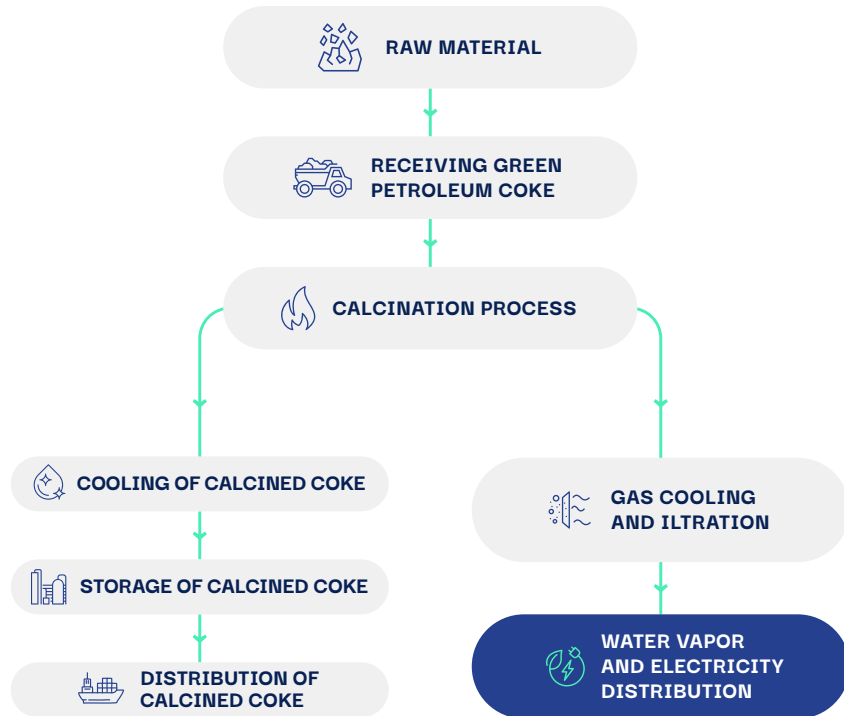 RAW MATERIAL
RECEIVING GREEN
PETROLEUM COKE
CALCINATION PROCESS
COOLING OF CALCINED COKE
STORAGE OF CALCINED COKE
DISTRIBUTION OF
CALCINED COKE
GAS COOLING
AND ILTRATION
WATER VAPOR
AND ELECTRICITY
DISTRIBUTION